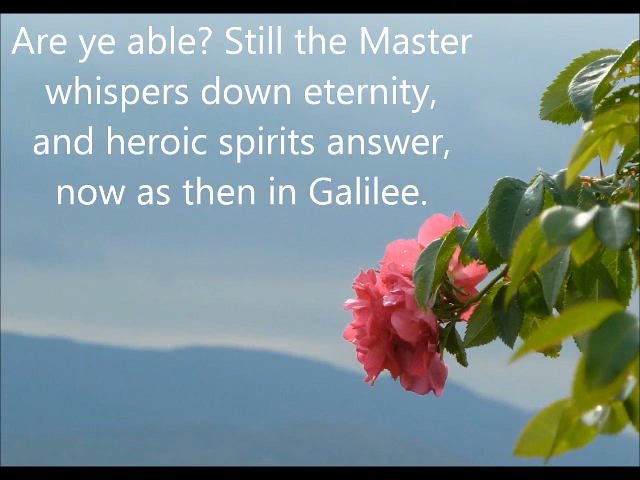 Are ye able? Still the Master
whispers down eternity,
and heroic spirits answer,
now as then in Galilee.